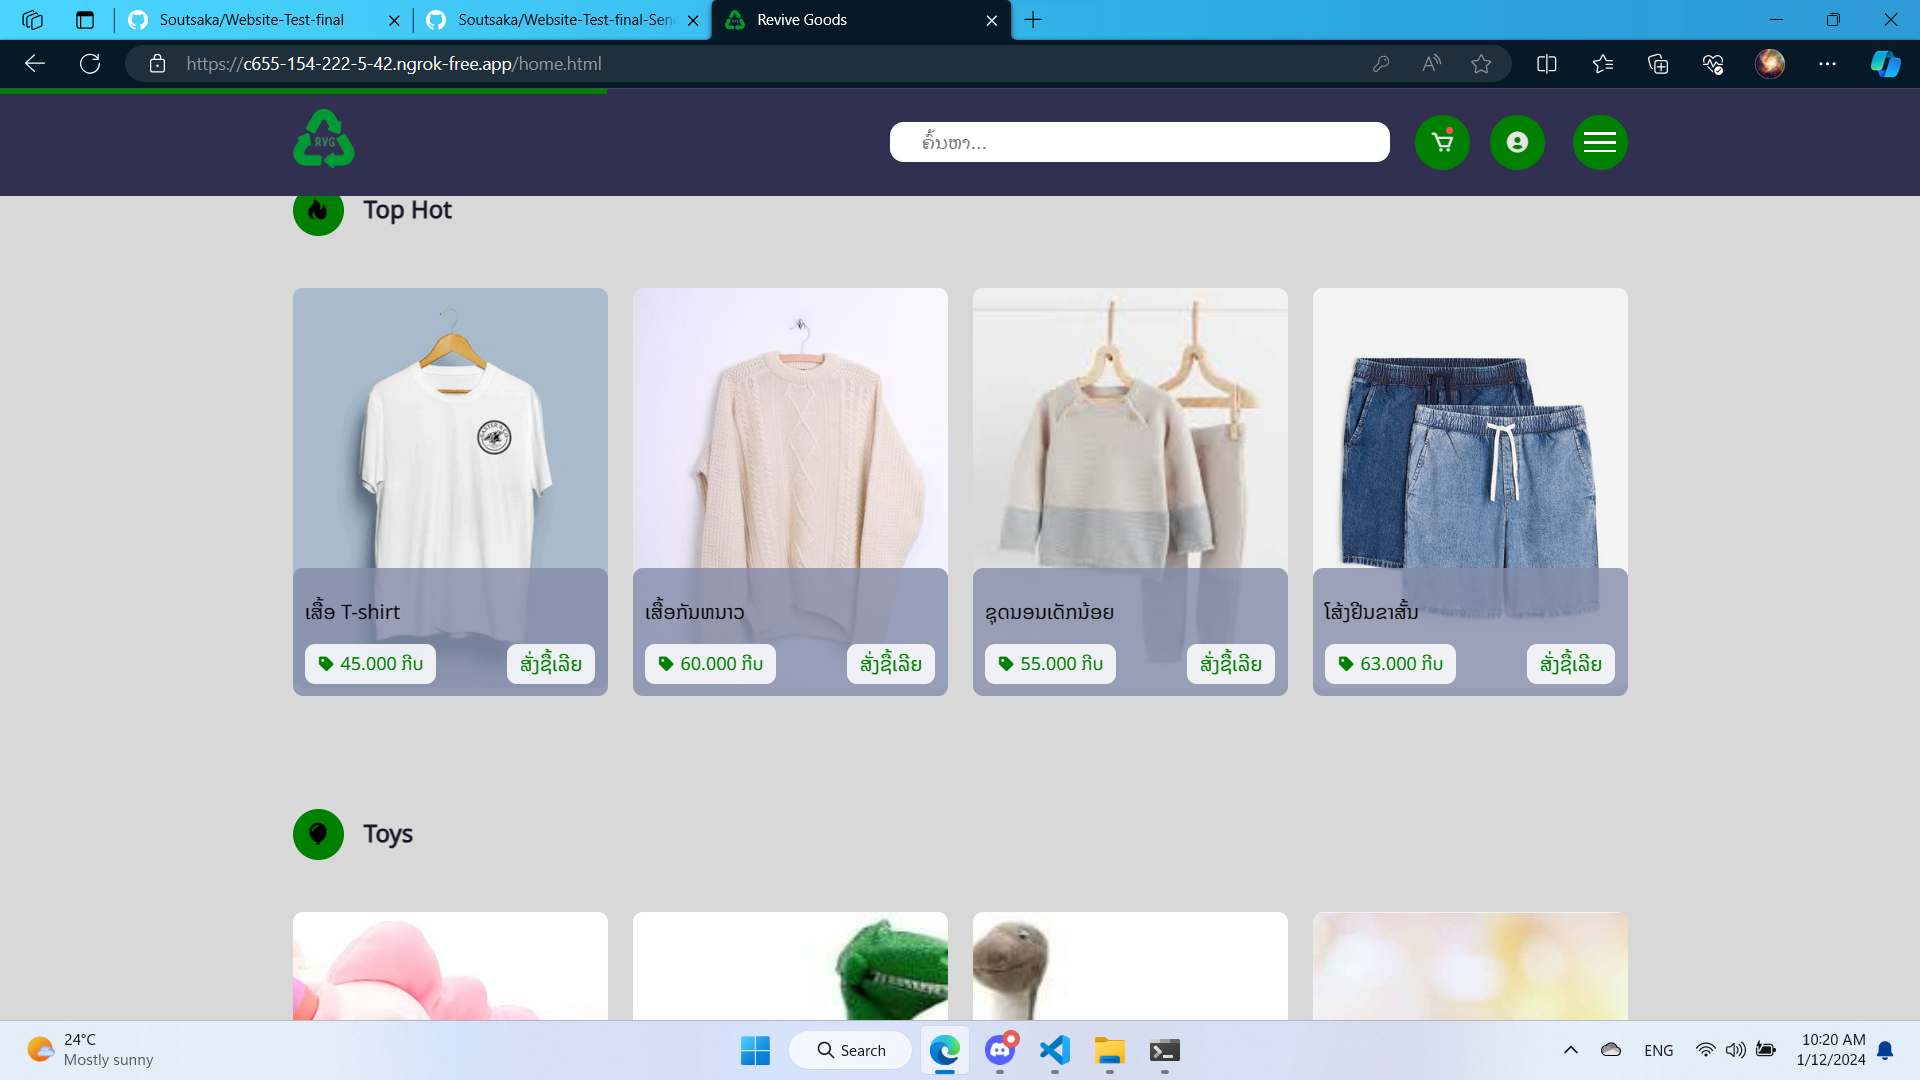 Soutsaka/Website-Test-final
Soutsaka/Website-Test-final-Sen
Revive Goods
https://c655-154-222-5-42.ngrok-free.app/home.html
RVG
ຄົ້ນຫາ...
Top Hot
ເສື້ອ T-shirt
45.000 ກີບ
ສັ່ງຊື້ເລີຍ
ເສື້ອກັນຫນາວ
60.000 ກີບ
ສັ່ງຊື້ເລີຍ
ຊຸດນອນເດັກນ້ອຍ
55.000 ກີບ
ສັ່ງຊື້ເລີຍ
ໂສ້ງຢີນຂາສັ້ນ
63.000 ກີບ
ສັ່ງຊື້ເລີຍ
Toys
24°C
Mostly sunny
Search
ENG
10:20 AM
1/12/2024